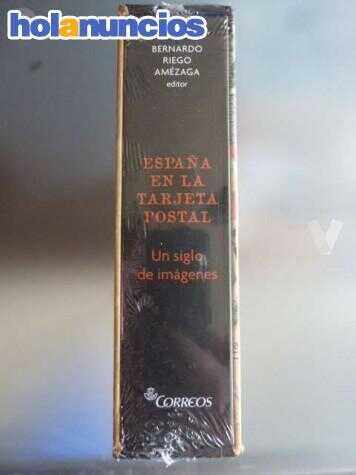 holanuncios
BERNARDO
RIEGO
AMÉZAGA
editor
ESPAÑA
EN LA
TARJETA
POSTAL
Un siglo
de imágenes
CORREOS